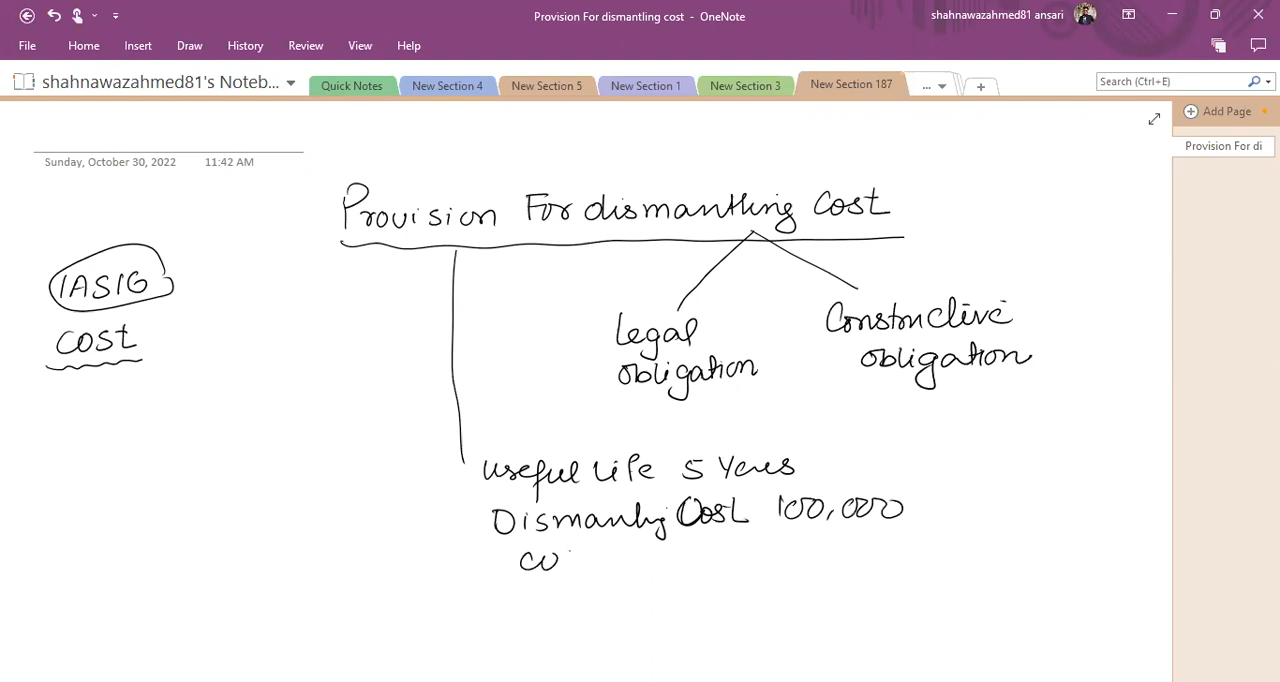 Provision For dismantling cost - OneNote
shahnawazahmed81 ansari
File Home Insert Draw History Review View Help
shahnawazahmed81's Noteb...
Quick Notes
New Section 4
New Section 5
New Section 1
New Section 3
New Section 187
...
Search (Ctrl+E)
Add Page
Provision For di
Sunday, October 30, 2022 11:42 AM
Provision For dismantling Cost
IAS16
Cost
Legal
obligation
Constructive
obligation
Useful Life 5 Years
Cost 100,000